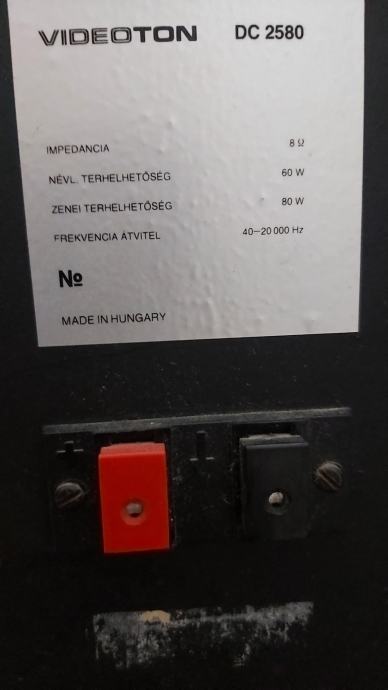 VIDEOTON DC 2580
IMPEDANCIA 8 Ω
NÉVL. TERHELHETŐSÉG 60 W
ZENEI TERHELHETŐSÉG 80 W
FREKVENCIA ÁTVITEL 40–20 000 Hz
№
MADE IN HUNGARY